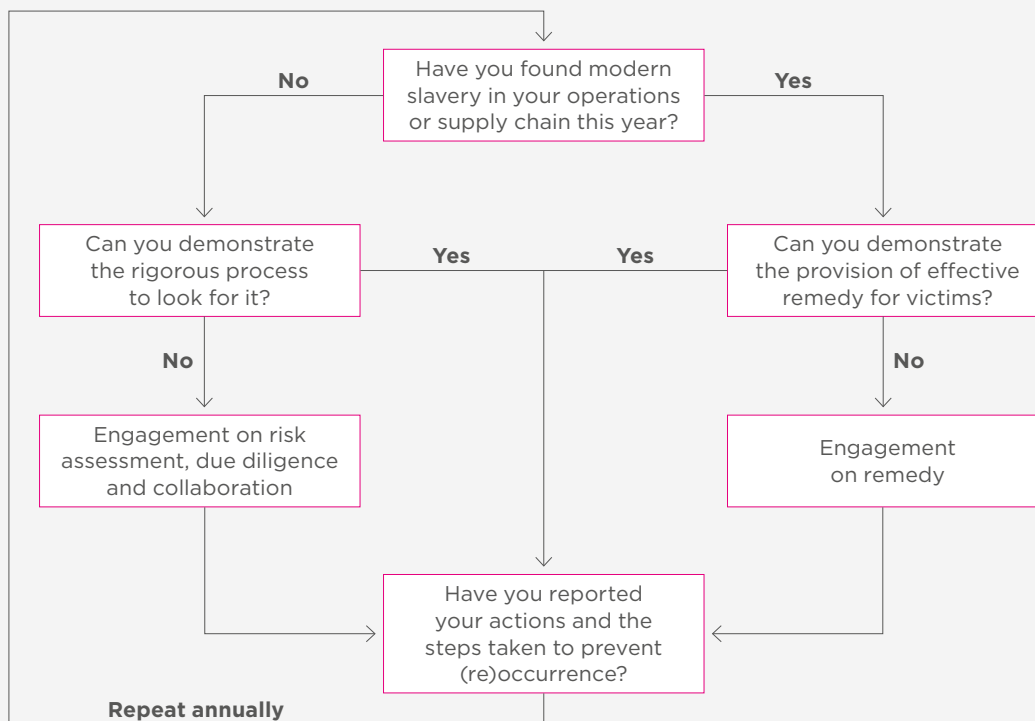 Have you found modern
slavery in your operations
or supply chain this year?
No
Yes
Can you demonstrate
the rigorous process
to look for it?
Yes
Yes
Can you demonstrate
the provision of effective
remedy for victims?
No
No
Engagement on risk
assessment, due diligence
and collaboration
Engagement
on remedy
Have you reported
your actions and the
steps taken to prevent
(re)occurrence?
Repeat annually